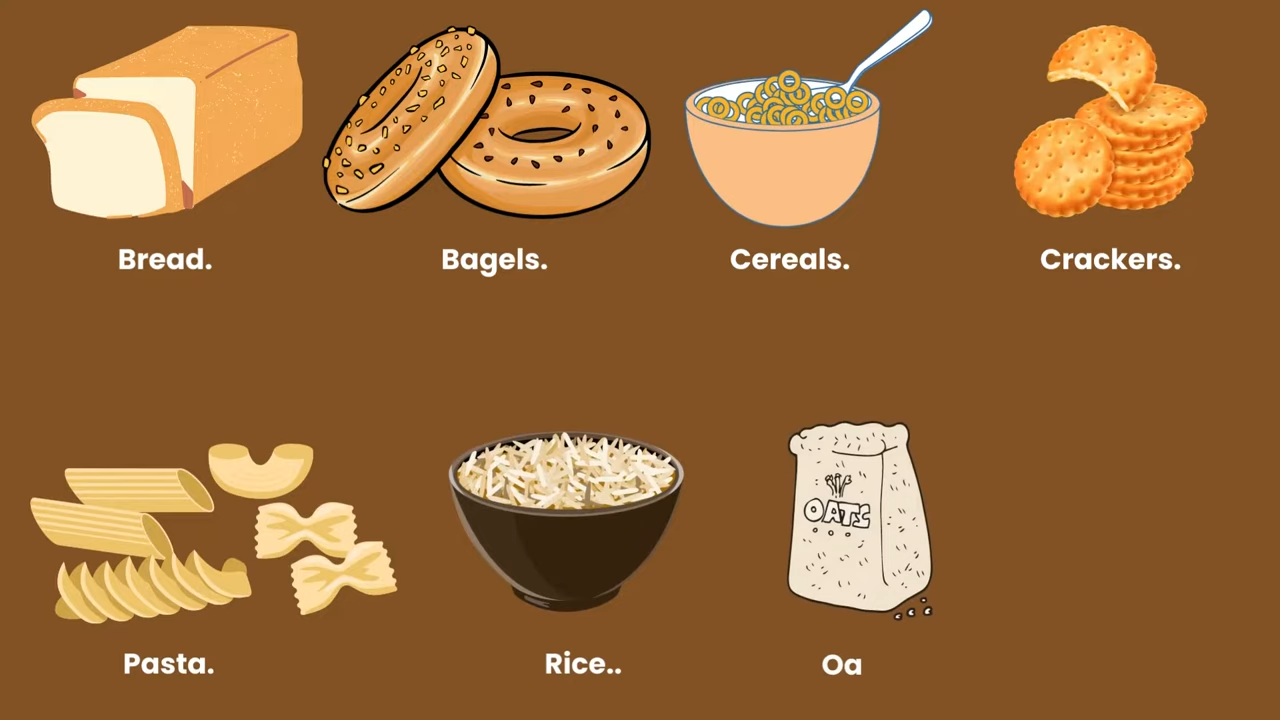 Bread.
Bagels.
Cereals.
Crackers.
OATS
Pasta.
Rice..
Oa